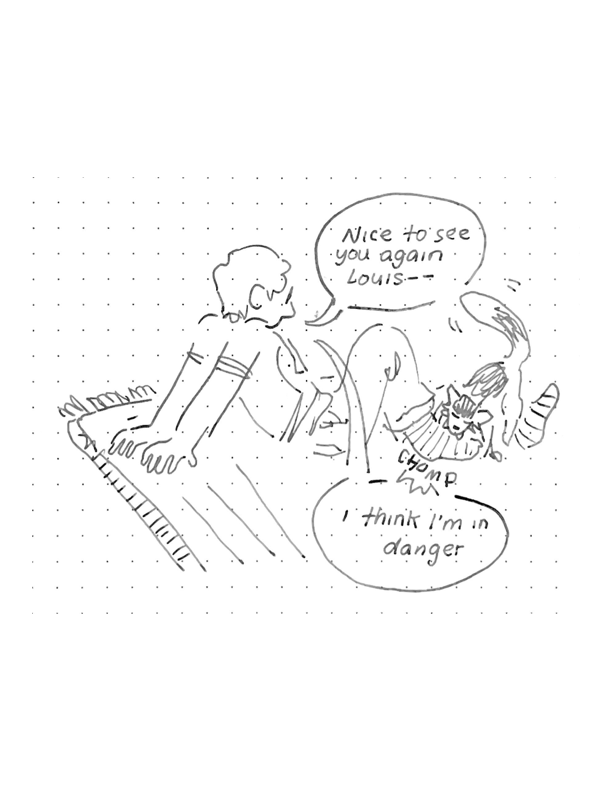 Nice to see
you again
Louis--
CHOMP
I think I'm in
danger